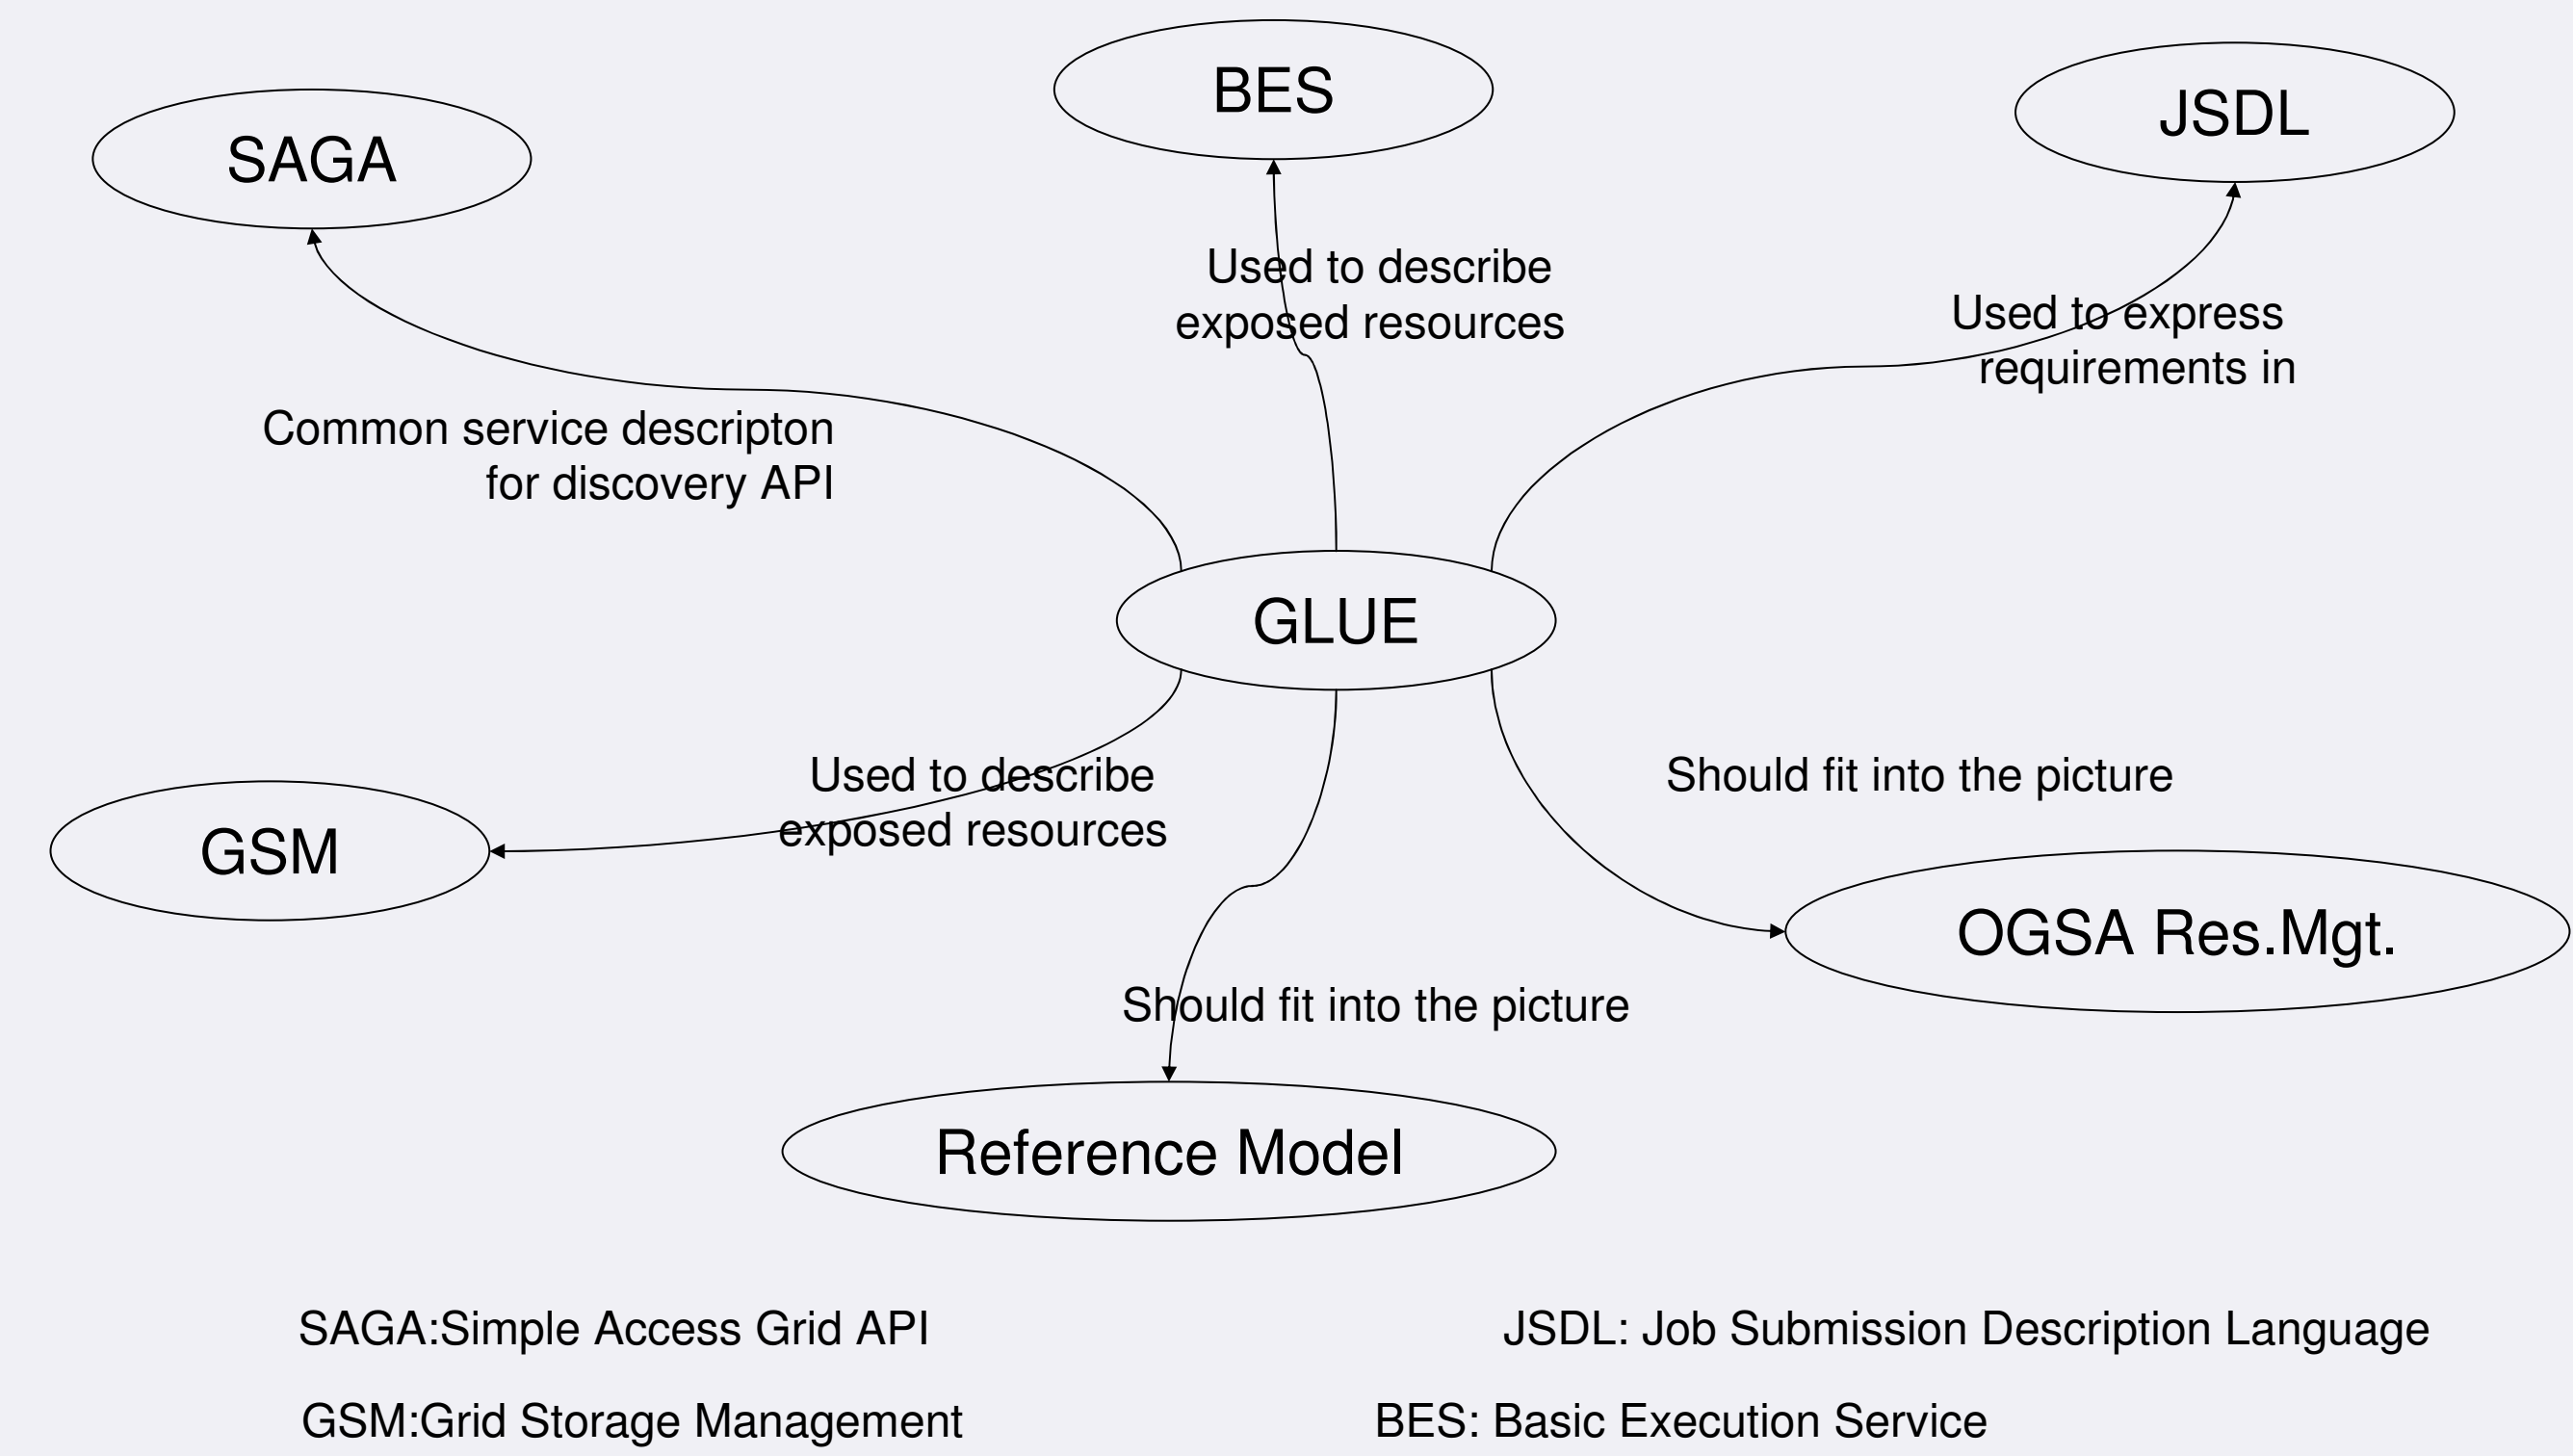 BES
JSDL
SAGA
Used to describe
exposed resources
Used to express
requirements in
Common service descripton
for discovery API
GLUE
Used to describe
exposed resources
Should fit into the picture
GSM
OGSA Res.Mgt.
Should fit into the picture
Reference Model
SAGA:Simple Access Grid API
JSDL: Job Submission Description Language
GSM:Grid Storage Management
BES: Basic Execution Service